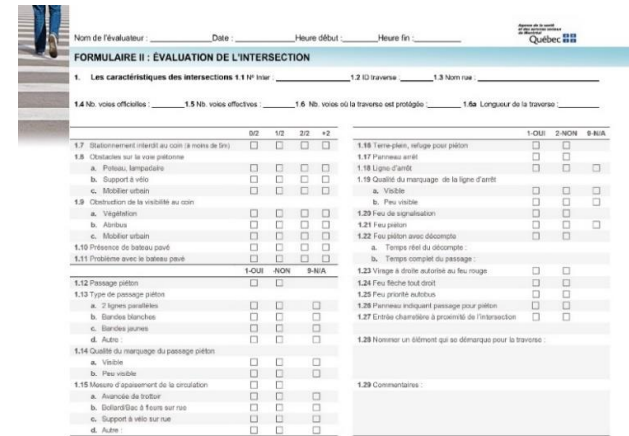 Agence de la santé
et des services sociaux
de Montréal
Québec
Nom de l'évaluateur : Date : Heure début : Heure fin :
FORMULAIRE II : ÉVALUATION DE L'INTERSECTION
1. Les caractéristiques des intersections 1.1 Nº Inter : 1.2 ID traverse : 1.3 Nom rue :
1.4 Nb. voies officielles : 1.5 Nb. voies effectives : 1.6 Nb. voies où la traverse est protégée : 1.6a Longueur de la traverse :
0/2 1/2 2/2 +2
1.7 Stationnement interdit au coin (à moins de 5m)
1.8 Obstacles sur la voie piétonne
a. Poteau, lampadaire
b. Support à vélo
c. Mobilier urbain
1.9 Obstruction de la visibilité au coin
a. Végétation
b. Abribus
c. Mobilier urbain
1.10 Présence de bateau pavé
1.11 Problème avec le bateau pavé
1-OUI -NON 9-N/A
1.12 Passage piéton
1.13 Type de passage piéton
a. 2 lignes parallèles
b. Bandes blanches
c. Bandes jaunes
d. Autre :
1.14 Qualité du marquage du passage piéton
a. Visible
b. Peu visible
1.15 Mesure d'apaisement de la circulation
a. Avancée de trottoir
b. Bollard/Bac à fleurs sur rue
c. Support à vélo sur rue
d. Autre :
1-OUI 2-NON 9-N/A
1.16 Terre-plein, refuge pour piéton
1.17 Panneau arrêt
1.18 Ligne d'arrêt
1.19 Qualité du marquage de la ligne d'arrêt
a. Visible
b. Peu visible
1.20 Feu de signalisation
1.21 Feu piéton
1.22 Feu piéton avec décompte
a. Temps réel du décompte :
b. Temps complet du passage :
1.23 Virage à droite autorisé au feu rouge
1.24 Feu flèche tout droit
1.25 Feu priorité autobus
1.26 Panneau indiquant passage pour piéton
1.27 Entrée charretière à proximité de l'intersection
1.28 Nommer un élément qui se démarque pour la traverse :
1.29 Commentaires :